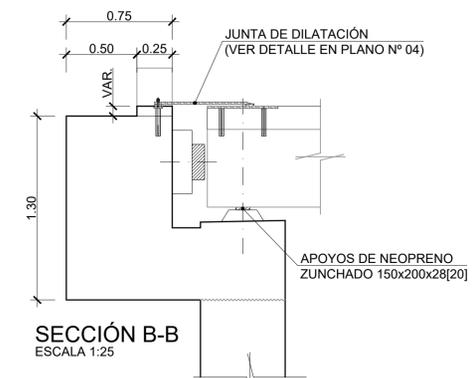 0.75
0.50
0.25
VAR.
JUNTA DE DILATACIÓN
(VER DETALLE EN PLANO Nº 04)
1.30
APOYOS DE NEOPRENO
ZUNCHADO 150x200x28[20]
SECCIÓN B-B
ESCALA 1:25